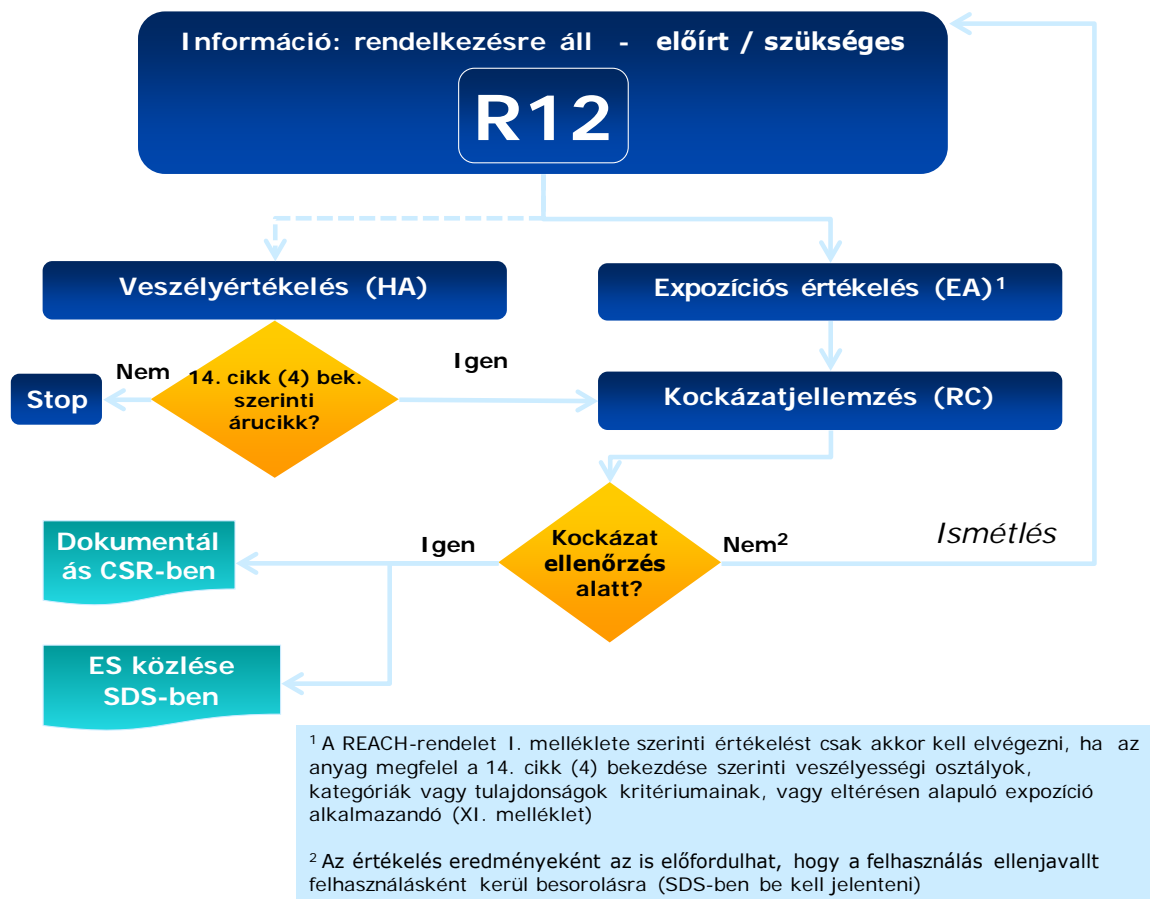 Információ: rendelkezésre áll - előírt / szükséges
R12
Veszélyértékelés (HA)
Expozíciós értékelés (EA)¹
Nem
14. cikk (4) bek.
szerinti
árucikk?
Igen
Stop
Kockázatjellemzés (RC)
Dokumentál
ás CSR-ben
Igen
Kockázat
ellenőrzés
alatt?
Nem²
Ismétlés
ES közlése
SDS-ben
¹ A REACH-rendelet I. melléklete szerinti értékelést csak akkor kell elvégezni, ha az
anyag megfelel a 14. cikk (4) bekezdése szerinti veszélyességi osztályok,
kategóriák vagy tulajdonságok kritériumainak, vagy eltérésen alapuló expozíció
alkalmazandó (XI. melléklet)
² Az értékelés eredményeként az is előfordulhat, hogy a felhasználás ellenjavallt
felhasználásként kerül besorolásra (SDS-ben be kell jelenteni)